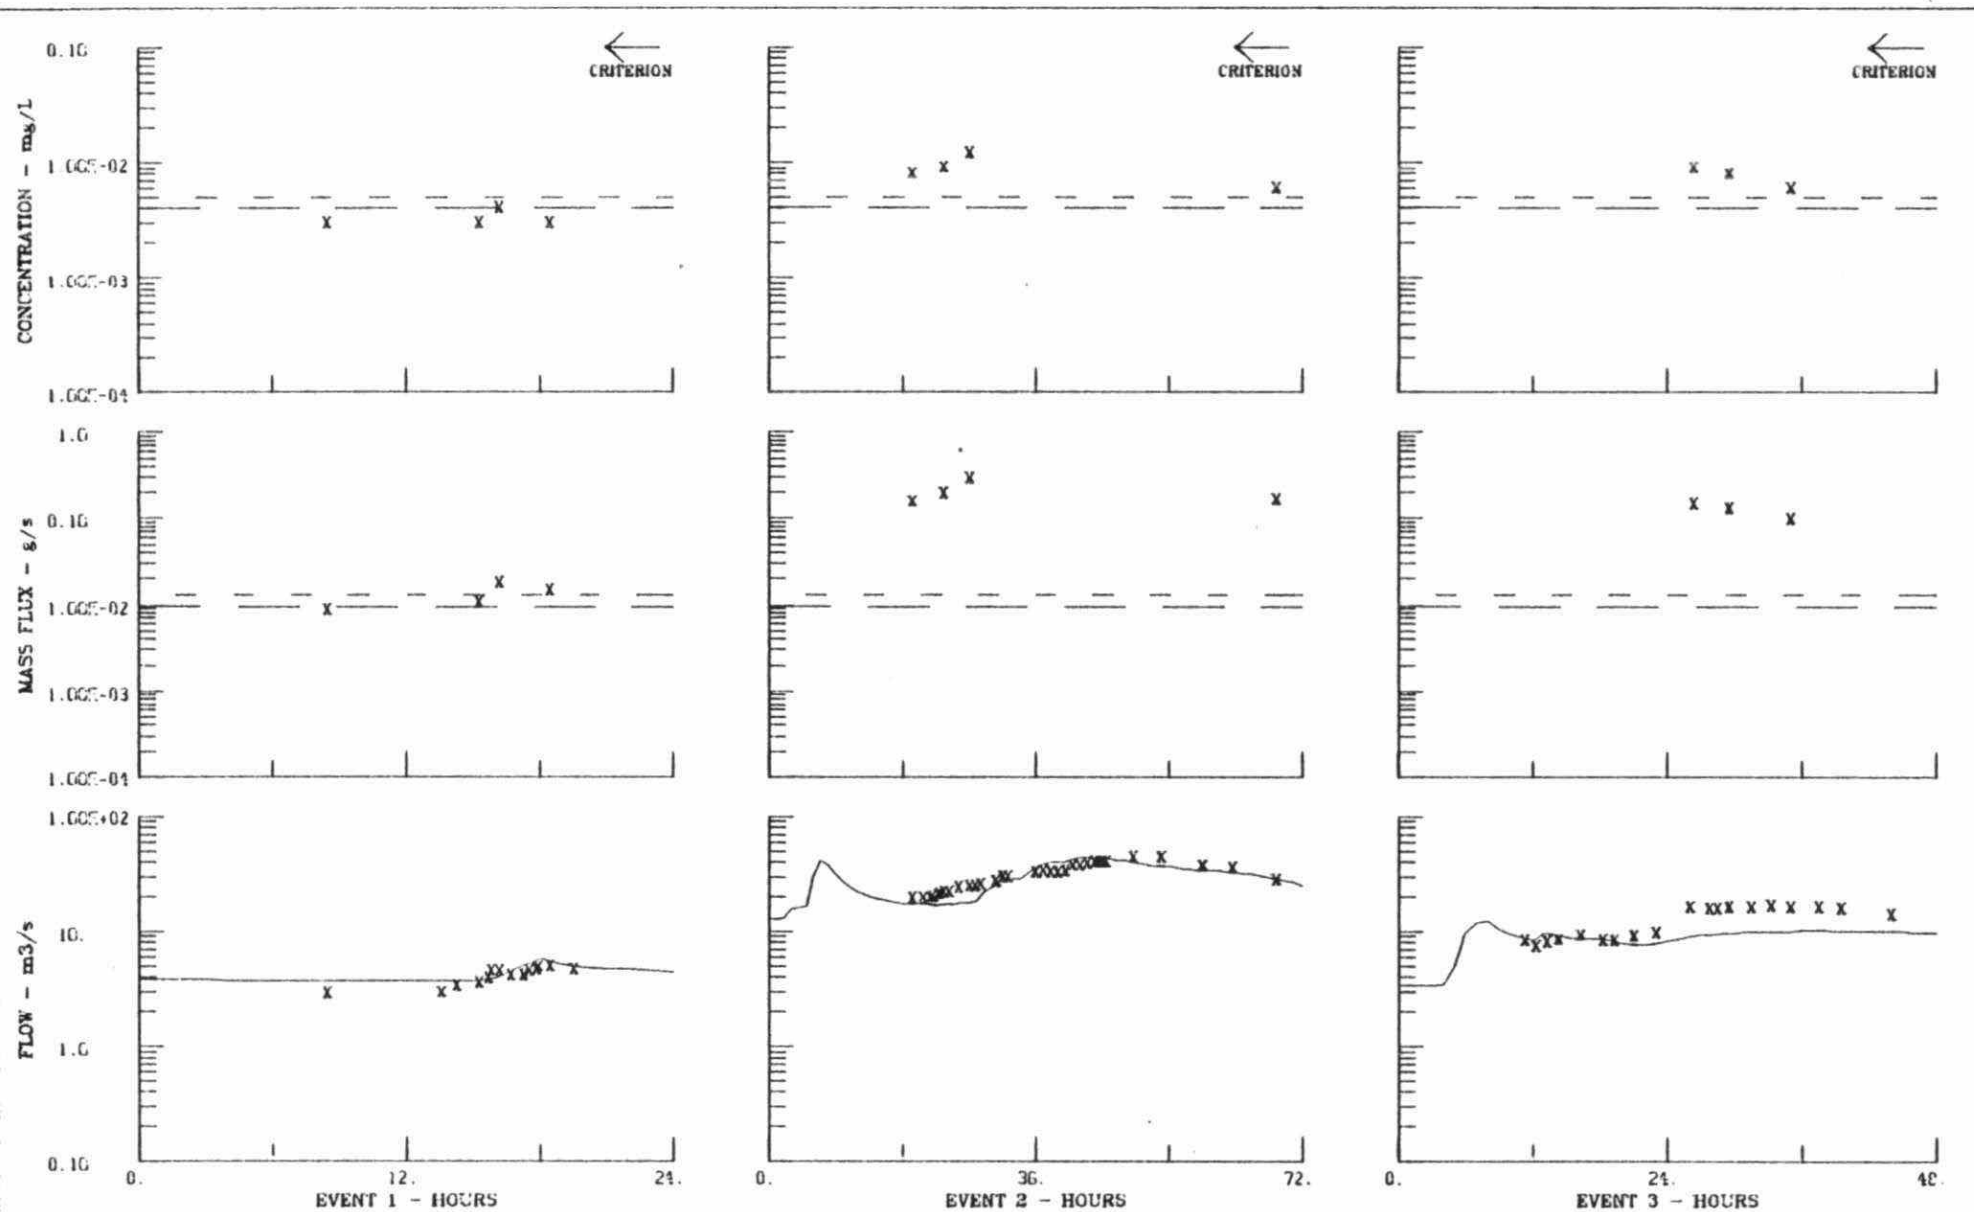 0.10
CRITERION
CRITERION
CRITERION
CONCENTRATION - mg/L
1.00E-02
1.00E-03
1.00E-04
1.0
MASS FLUX - g/s
0.10
1.00E-02
1.00E-03
1.00E-04
1.00E+02
FLOW - m3/s
10.
1.0
0.10
0. 12. 24. 0. 36. 72. 0. 24. 48.
EVENT 1 - HOURS EVENT 2 - HOURS EVENT 3 - HOURS